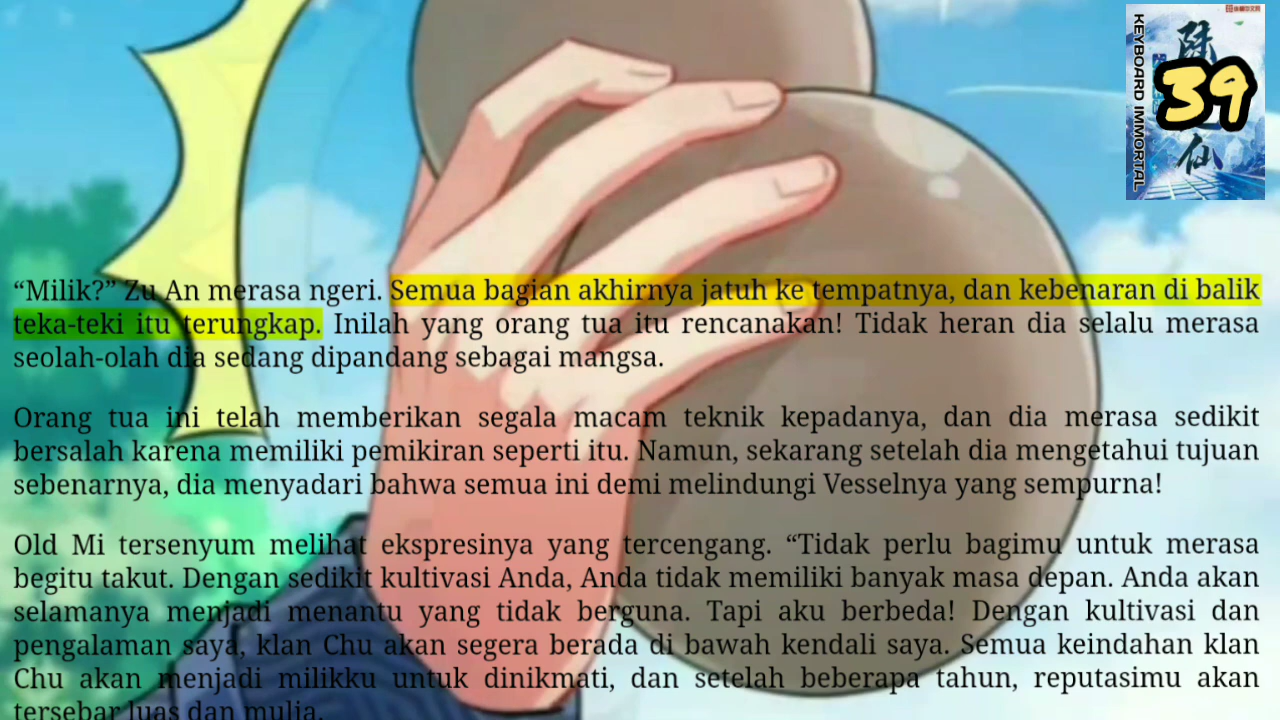 KEYBOARD IMMORTAL
39
仙
“Milik?” Zu An merasa ngeri. Semua bagian akhirnya jatuh ke tempatnya, dan kebenaran di balik
teka-teki itu terungkap. Inilah yang orang tua itu rencanakan! Tidak heran dia selalu merasa
seolah-olah dia sedang dipandang sebagai mangsa.
Orang tua ini telah memberikan segala macam teknik kepadanya, dan dia merasa sedikit
bersalah karena memiliki pemikiran seperti itu. Namun, sekarang setelah dia mengetahui tujuan
sebenarnya, dia menyadari bahwa semua ini demi melindungi Vesselnya yang sempurna!
Old Mi tersenyum melihat ekspresinya yang tercengang. “Tidak perlu bagimu untuk merasa
begitu takut. Dengan sedikit kultivasi Anda, Anda tidak memiliki banyak masa depan. Anda akan
selamanya menjadi menantu yang tidak berguna. Tapi aku berbeda! Dengan kultivasi dan
pengalaman saya, klan Chu akan segera berada di bawah kendali saya. Semua keindahan klan
Chu akan menjadi milikku untuk dinikmati, dan setelah beberapa tahun, reputasimu akan
tersebar luas dan mulia.